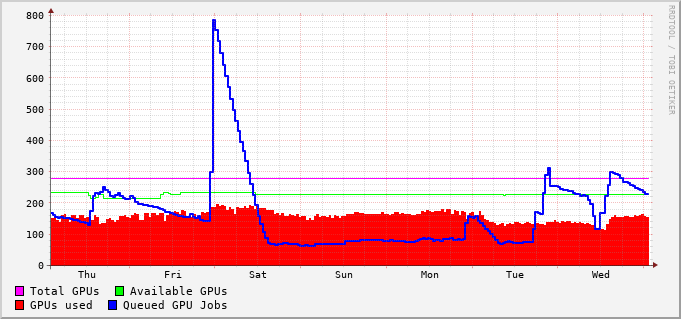 800
700
600
500
400
300
200
100
0
Thu Fri Sat Sun Mon Tue Wed
Total GPUs Available GPUs
GPUs used Queued GPU Jobs
RRDTOOL / TOBI OETIKER